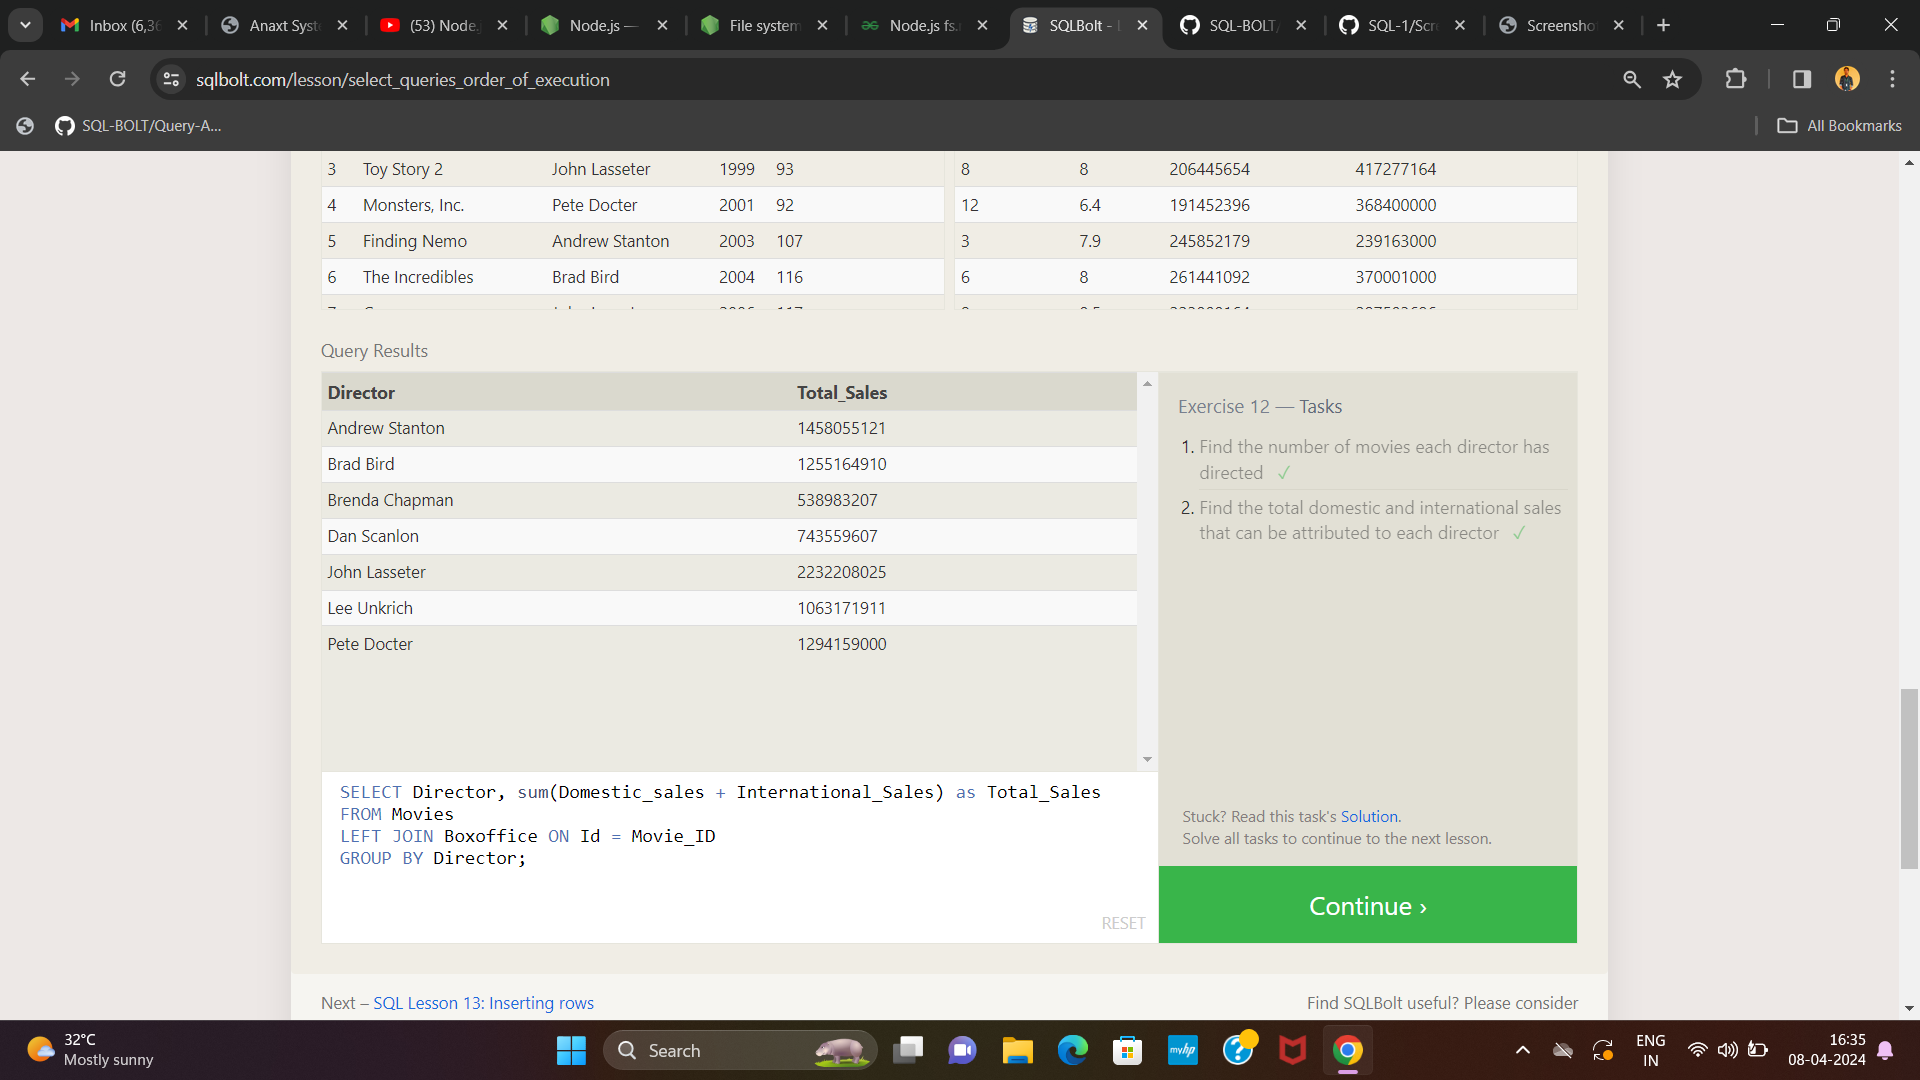 Inbox (6,36
Anaxt Syst
(53) Node.j
Node.js —
File system
Node.js fs.r
SQLBolt - L
SQL-BOLT/
SQL-1/Scr
Screensho
sqlbolt.com/lesson/select_queries_order_of_execution
SQL-BOLT/Query-A...
All Bookmarks
3 Toy Story 2 John Lasseter 1999 93 8 8 206445654 417277164
4 Monsters, Inc. Pete Docter 2001 92 12 6.4 191452396 368400000
5 Finding Nemo Andrew Stanton 2003 107 3 7.9 245852179 239163000
6 The Incredibles Brad Bird 2004 116 6 8 261441092 370001000
Query Results
Director Total_Sales
Andrew Stanton 1458055121
Brad Bird 1255164910
Brenda Chapman 538983207
Dan Scanlon 743559607
John Lasseter 2232208025
Lee Unkrich 1063171911
Pete Docter 1294159000
Exercise 12 — Tasks
1. Find the number of movies each director has
directed ✓
2. Find the total domestic and international sales
that can be attributed to each director ✓
SELECT Director, sum(Domestic_sales + International_Sales) as Total_Sales
FROM Movies
LEFT JOIN Boxoffice ON Id = Movie_ID
GROUP BY Director;
RESET
Stuck? Read this task's Solution.
Solve all tasks to continue to the next lesson.
Continue ›
Next – SQL Lesson 13: Inserting rows
Find SQLBolt useful? Please consider
32°C
Mostly sunny
Search
myhp
ENG
IN
16:35
08-04-2024